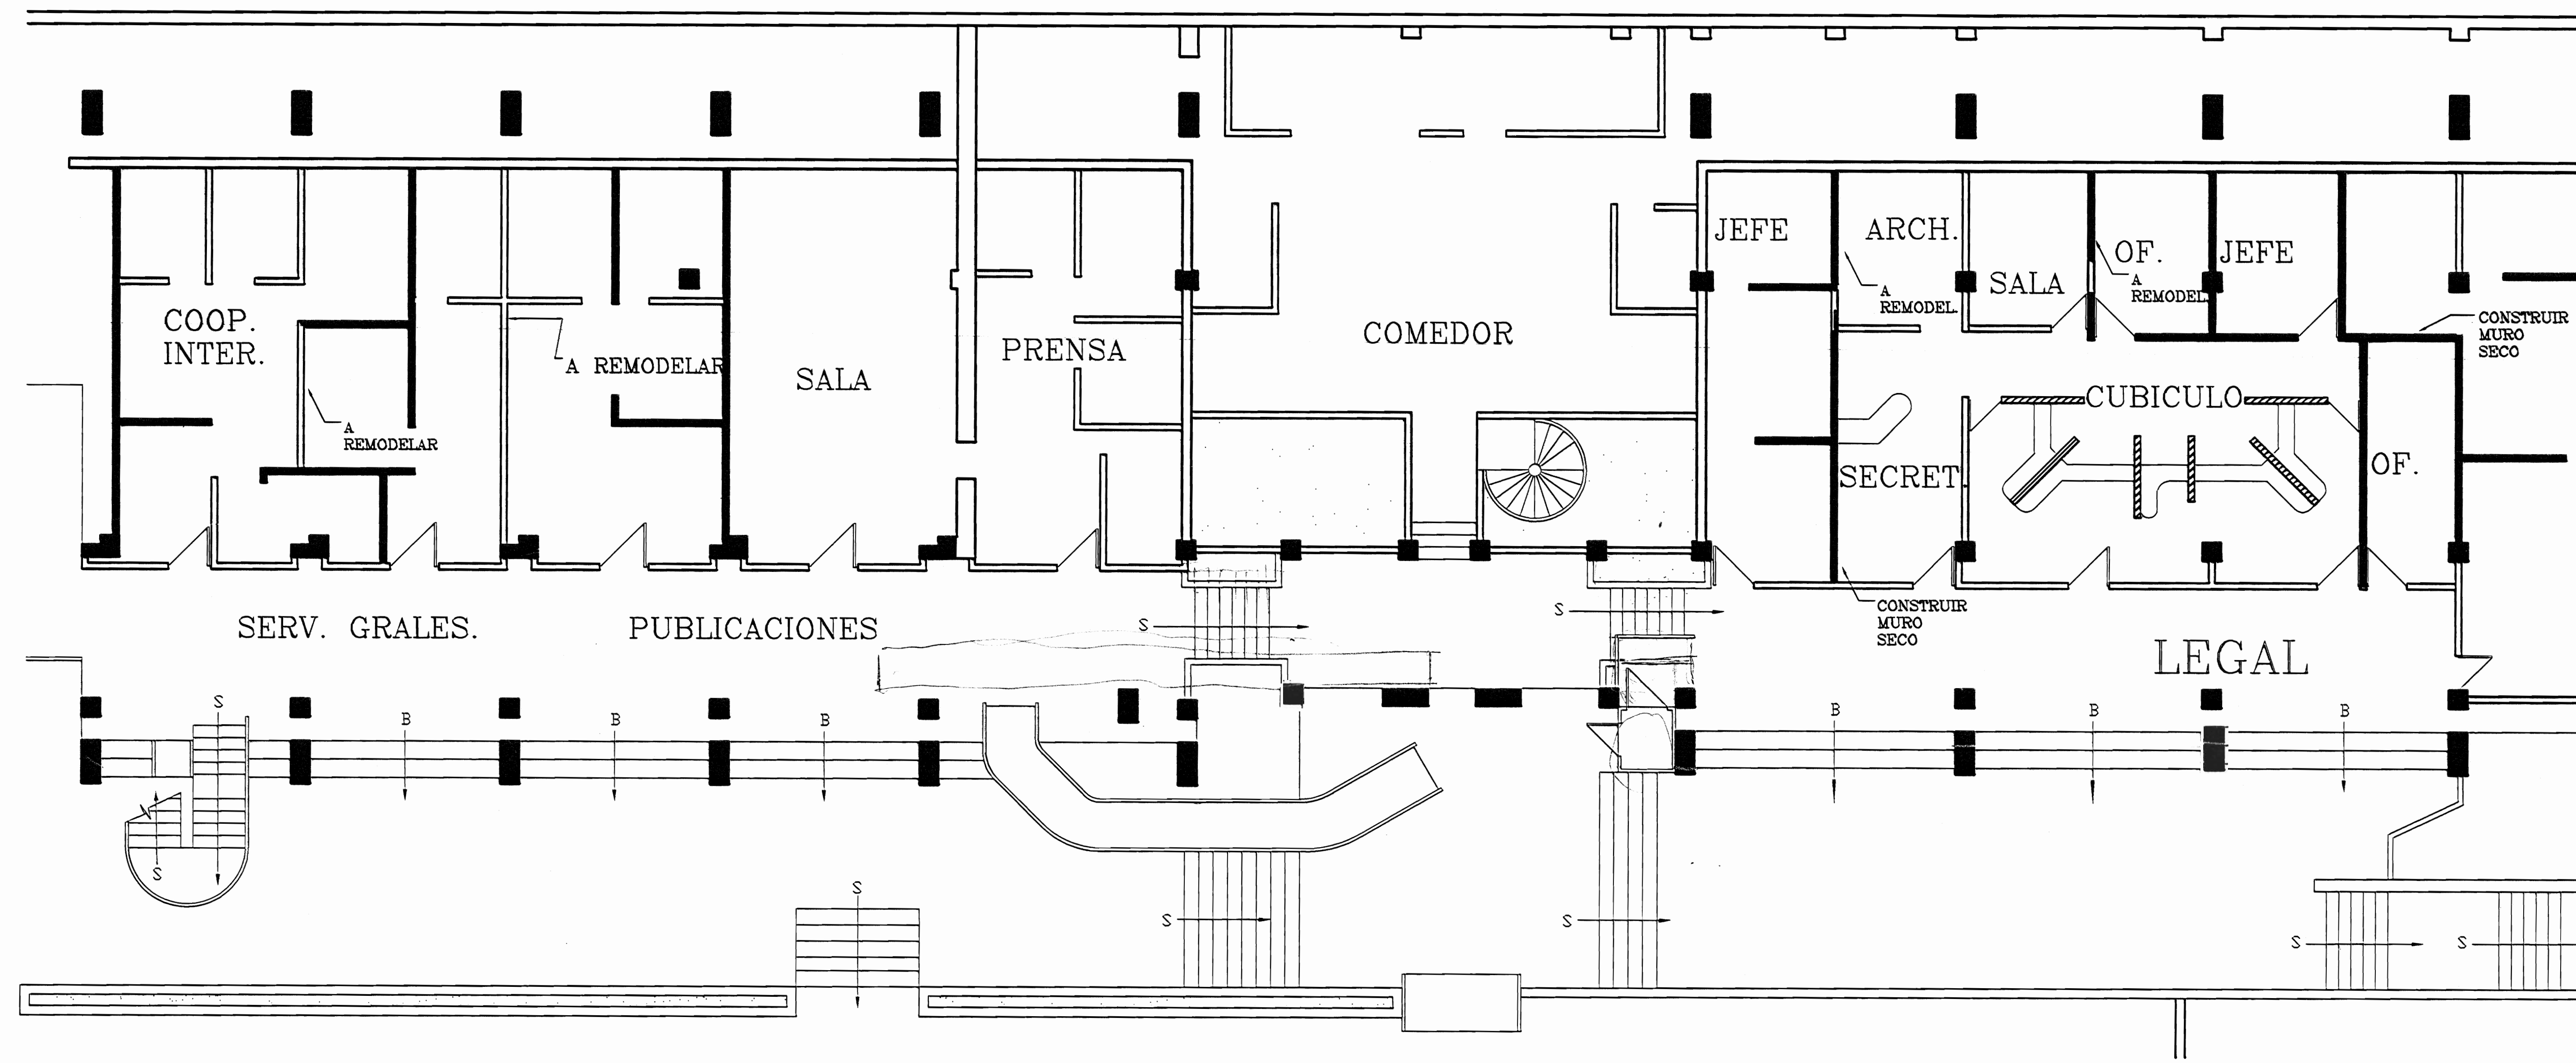 JEFE
ARCH.
OF.
JEFE
SALA
A
REMODEL.
A
REMODEL
COOP.
INTER.
A REMODELAR
SALA
PRENSA
COMEDOR
CONSTRUIR
MURO
SECO
A
REMODELAR
CUBICULO
SECRET.
OF.
CONSTRUIR
MURO
SECO
SERV. GRALES.
PUBLICACIONES
S
S
LEGAL
S
B
B
B
B
B
B
S
S
S
S
S
S